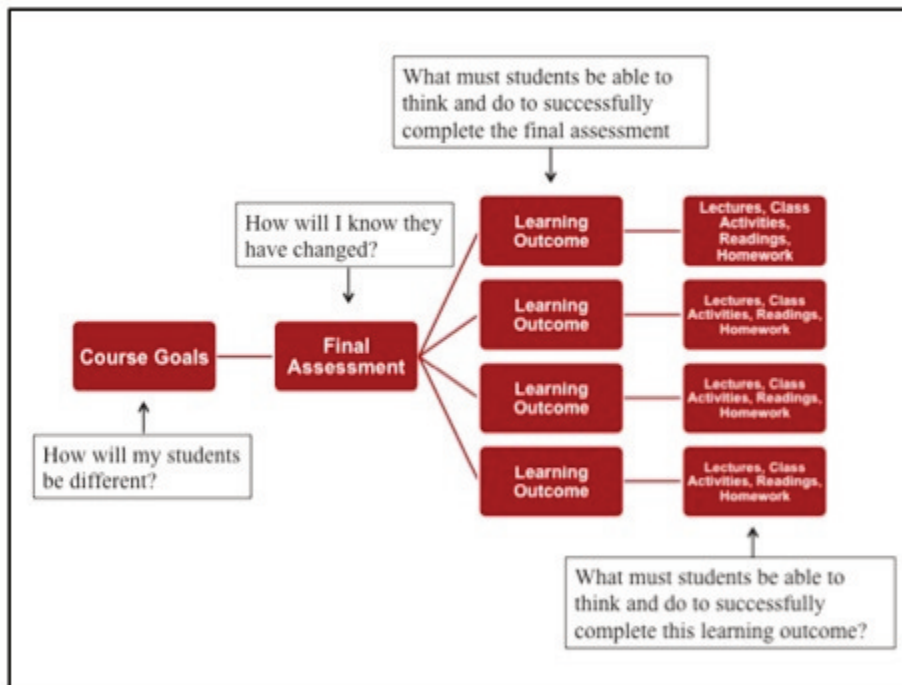 What must students be able to
think and do to successfully
complete the final assessment
How will I know they
have changed?
Learning
Outcome
Lectures, Class
Activities,
Readings,
Homework
Learning
Outcome
Lectures, Class
Activities, Readings,
Homework
Course Goals
Final
Assessment
Learning
Outcome
Lectures, Class
Activities, Readings,
Homework
How will my students
be different?
Learning
Outcome
Lectures, Class
Activities, Readings,
Homework
What must students be able to
think and do to successfully
complete this learning outcome?